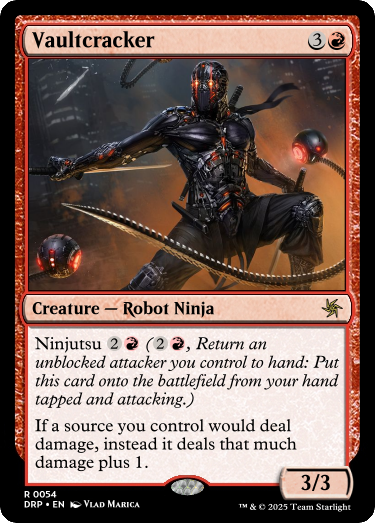 Vaultcracker 3
Creature — Robot Ninja
Ninjutsu 2 ( 2 , Return an
unblocked attacker you control to hand: Put
this card onto the battlefield from your hand
tapped and attacking.)
If a source you control would deal
damage, instead it deals that much
damage plus 1.
3/3
R 0054
DRP • EN Vlad Marica
™ & © 2025 Team Starlight